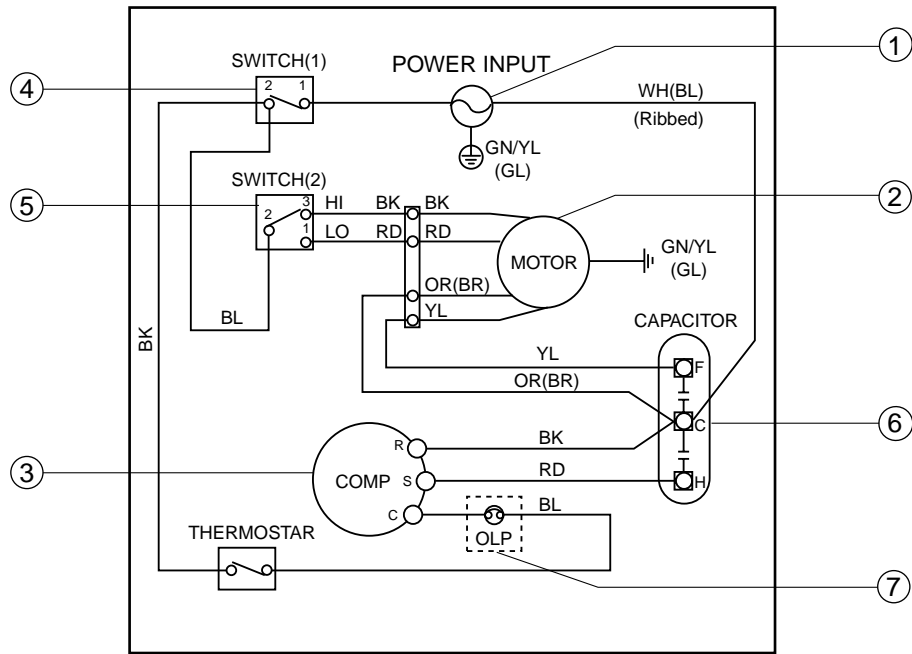 1
SWITCH(1)
POWER INPUT
4
2 1
WH(BL)
(Ribbed)
GN/YL
(GL)
SWITCH(2)
5
2
3
1
HI
BK
BK
2
LO
RD
RD
MOTOR
GN/YL
(GL)
OR(BR)
YL
BL
CAPACITOR
BK
YL
F
OR(BR)
C
6
R
BK
3
COMP
S
RD
H
C
BL
THERMOSTAR
OLP
7